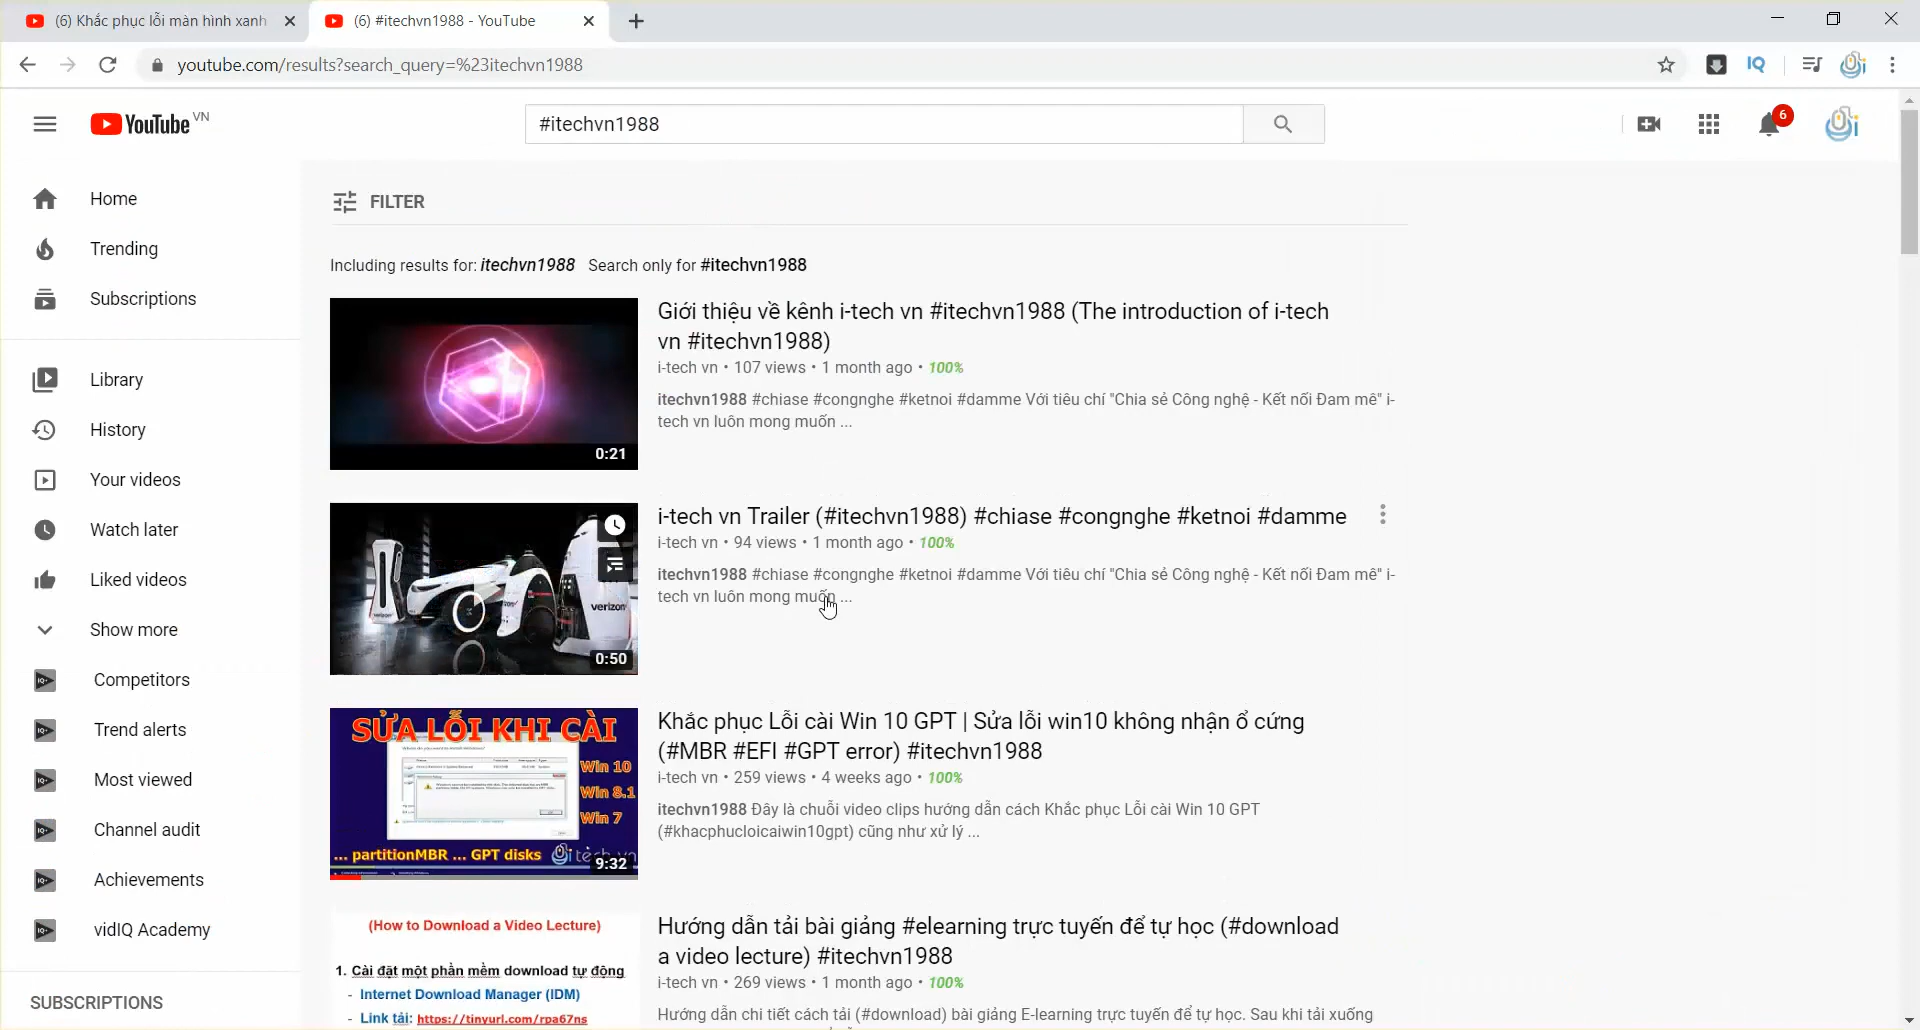 (6) Khắc phục lỗi màn hình xanh
(6) #itechvn1988 - YouTube
youtube.com/results?search_query=%23itechvn1988
IQ
YouTube VN
#itechvn1988
6
Home
Trending
Subscriptions
Library
History
Your videos
Watch later
Liked videos
Show more
Competitors
Trend alerts
Most viewed
Channel audit
Achievements
vidIQ Academy
SUBSCRIPTIONS
FILTER
Including results for: itechvn1988 Search only for #itechvn1988
0:21
Giới thiệu về kênh i-tech vn #itechvn1988 (The introduction of i-tech
vn #itechvn1988)
i-tech vn • 107 views • 1 month ago • 100%
itechvn1988 #chiase #congnghe #ketnoi #damme Với tiêu chí "Chia sẻ Công nghệ - Kết nối Đam mê" i-
tech vn luôn mong muốn ...
verizon
0:50
i-tech vn Trailer (#itechvn1988) #chiase #congnghe #ketnoi #damme
i-tech vn • 94 views • 1 month ago • 100%
itechvn1988 #chiase #congnghe #ketnoi #damme Với tiêu chí "Chia sẻ Công nghệ - Kết nối Đam mê" i-
tech vn luôn mong muốn ...
SỬA LỖI KHI CÀI
Win 10
Win 8.1
Win 7
... partitionMBR ... GPT disks
i tech vn
9:32
Khắc phục Lỗi cài Win 10 GPT | Sửa lỗi win10 không nhận ổ cứng
(#MBR #EFI #GPT error) #itechvn1988
i-tech vn • 259 views • 4 weeks ago • 100%
itechvn1988 Đây là chuỗi video clips hướng dẫn cách Khắc phục Lỗi cài Win 10 GPT
(#khacphucloicaiwin10gpt) cũng như xử lý ...
(How to Download a Video Lecture)
1. Cài đặt một phần mềm download tự động
- Internet Download Manager (IDM)
- Link tải: https://tinyurl.com/rpa67ns
Hướng dẫn tải bài giảng #elearning trực tuyến để tự học (#download
a video lecture) #itechvn1988
i-tech vn • 269 views • 1 month ago • 100%
Hướng dẫn chi tiết cách tải (#download) bài giảng E-learning trực tuyến để tự học. Sau khi tải xuống